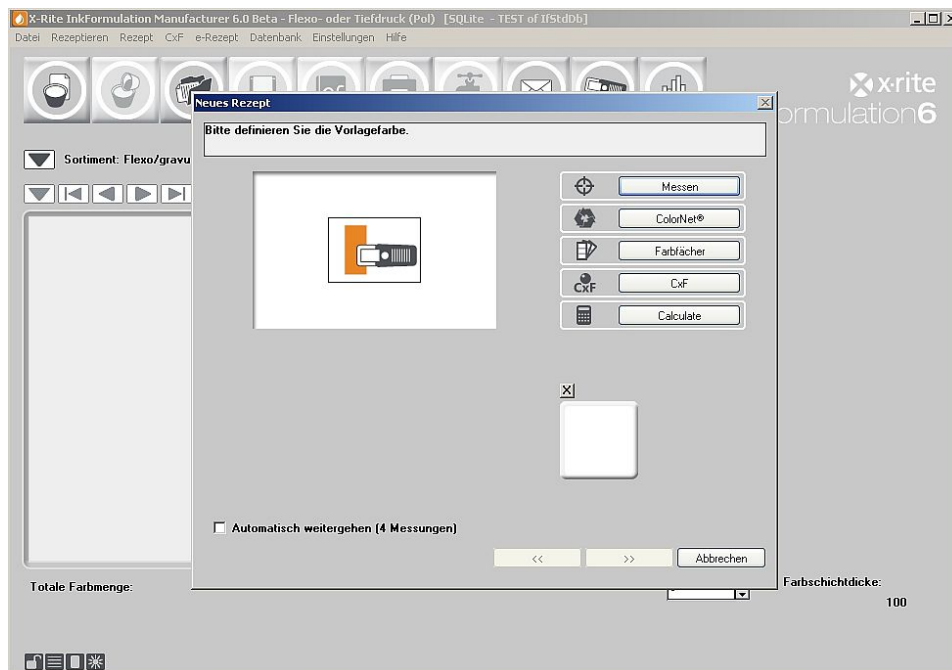 X-Rite InkFormulation Manufacturer 6.0 Beta - Flexo- oder Tiefdruck (Pol) [SQLite - TEST of IfStdDb]
Datei Rezeptieren Rezept CxF e-Rezept Datenbank Einstellungen Hilfe
x·rite
ormulation6
Neues Rezept
Bitte definieren Sie die Vorlagefarbe.
Sortiment: Flexo/gravu
Messen
ColorNet®
Farbfächer
CxF CxF
Calculate
X
Automatisch weitergehen (4 Messungen)
<< >> Abbrechen
Totale Farbmenge:
Farbschichtdicke:
100